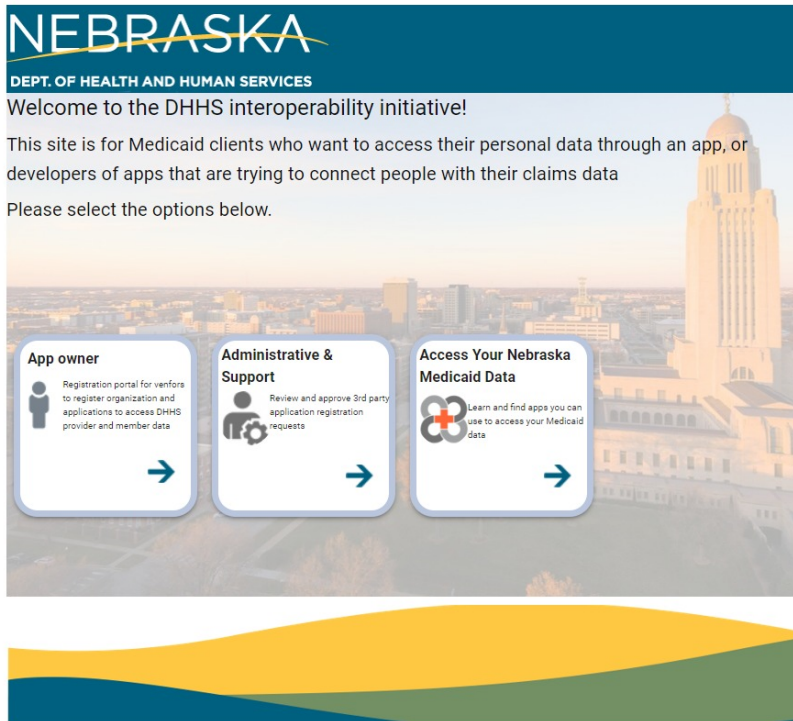 NEBRASKA
DEPT. OF HEALTH AND HUMAN SERVICES
Welcome to the DHHS interoperability initiative!
This site is for Medicaid clients who want to access their personal data through an app, or
developers of apps that are trying to connect people with their claims data
Please select the options below.
App owner
Registration portal for venfors
to register organization and
applications to access DHHS
provider and member data
Administrative &
Support
Review and approve 3rd party
application registration
requests
Access Your Nebraska
Medicaid Data
Learn and find apps you can
use to access your Medicaid
data